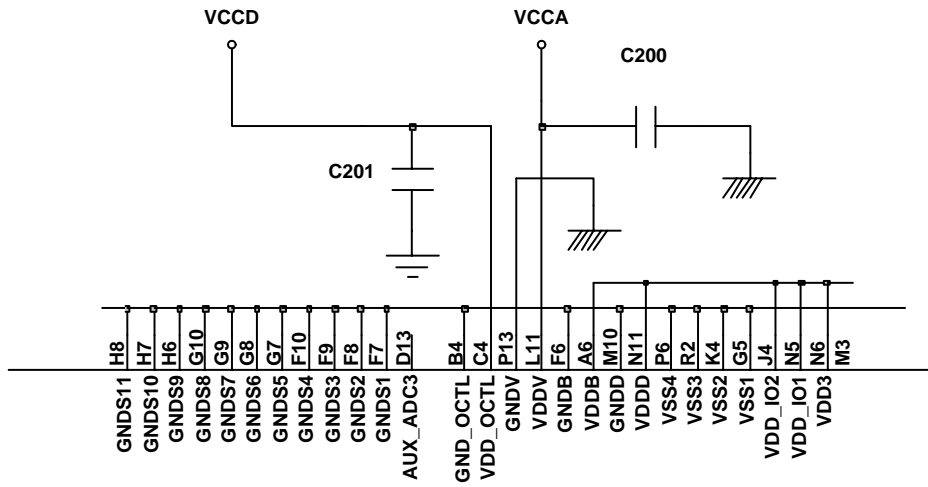 VCCD
VCCA
C200
C201
H8
H7
H6
G10
G9
G8
G7
F10
F9
F8
F7
D13
B4
C4
P13
L11
F6
A6
M10
N11
P6
R2
K4
G5
J4
N5
N6
M3
GNDS11
GNDS10
GNDS9
GNDS8
GNDS7
GNDS6
GNDS5
GNDS4
GNDS3
GNDS2
GNDS1
AUX_ADC3
GND_OCTL
VDD_OCTL
GNDV
VDDV
GNDB
VDDB
GNDD
VDDD
VSS4
VSS3
VSS2
VSS1
VDD_IO2
VDD_IO1
VDD3